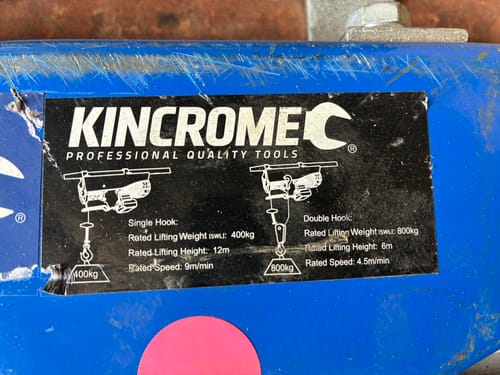 KINCROME®
PROFESSIONAL QUALITY TOOLS
Single Hook:
Rated Lifting Weight (SWL): 400kg
Rated Lifting Height: 12m
Rated Speed: 9m/min
400kg
Double Hook:
Rated Lifting Weight (SWL): 800kg
Rated Lifting Height: 6m
Rated Speed: 4.5m/min
800kg
®